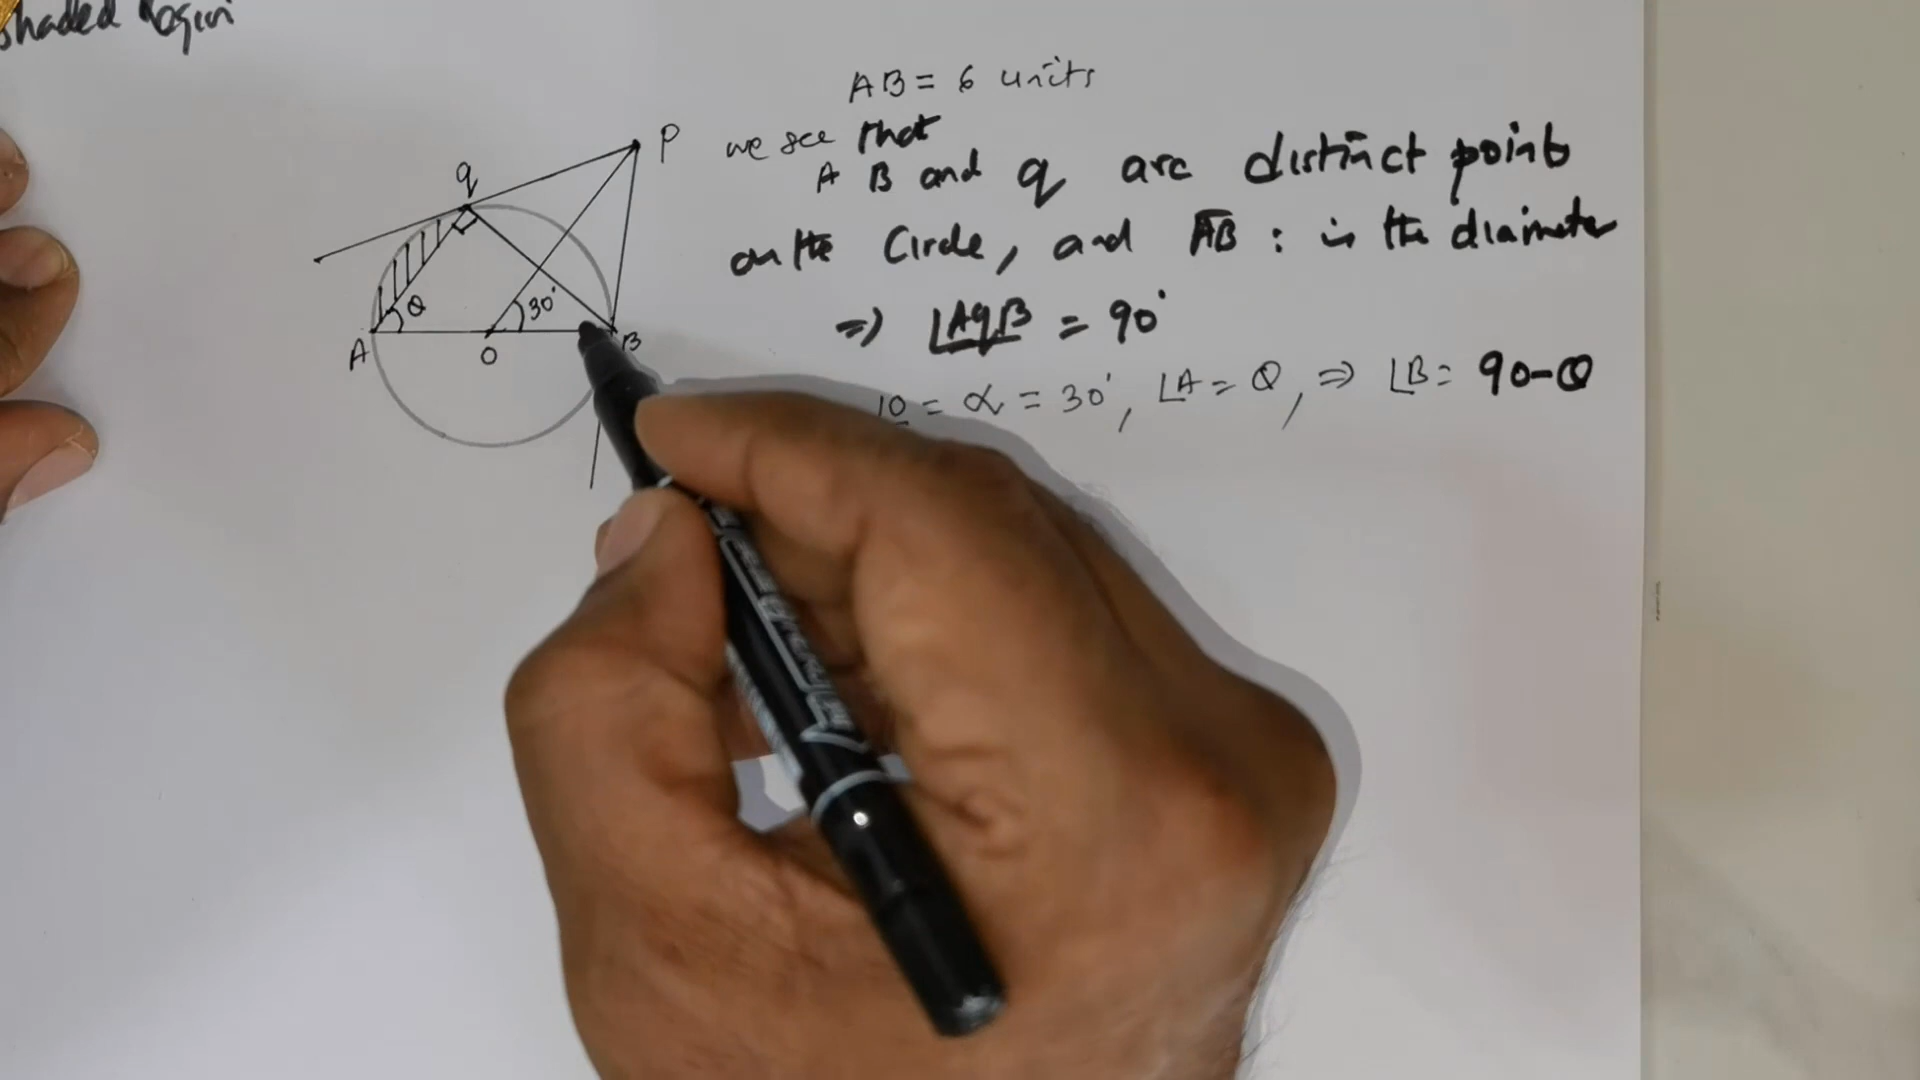 shaded region
AB = 6 units
we see that
A B and q are distinct points
on the Circle, and AB : is the diameter
=> ∠AqB = 90°
∠O = α = 30°, ∠A = θ, => ∠B = 90-θ
P
q
θ
30°
A
O
B